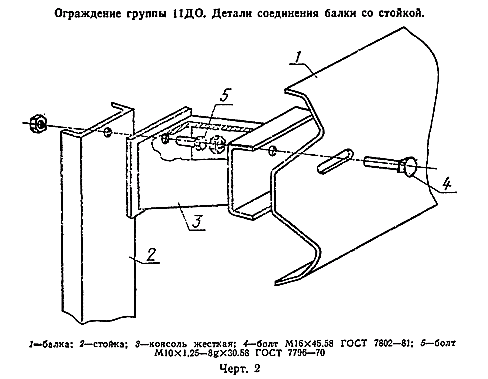 Ограждение группы 11ДО. Детали соединения балки со стойкой.
1
5
4
3
2
1—балка; 2—стойка; 3—консоль жесткая; 4—болт М16×45.58 ГОСТ 7802—81; 5—болт
М10×1,25—8g×30.58 ГОСТ 7796—70
Черт. 2